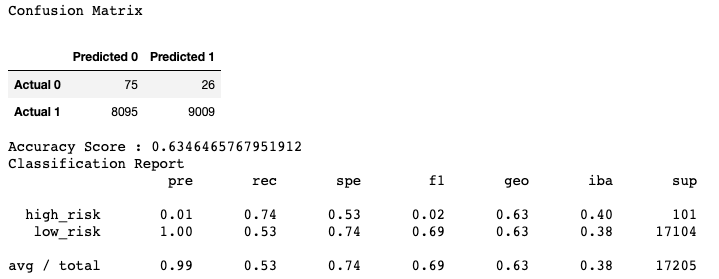 Confusion Matrix
Predicted 0 Predicted 1
Actual 0 75 26
Actual 1 8095 9009
Accuracy Score : 0.6346465767951912
Classification Report
pre rec spe f1 geo iba sup
high_risk 0.01 0.74 0.53 0.02 0.63 0.40 101
low_risk 1.00 0.53 0.74 0.69 0.63 0.38 17104
avg / total 0.99 0.53 0.74 0.69 0.63 0.38 17205